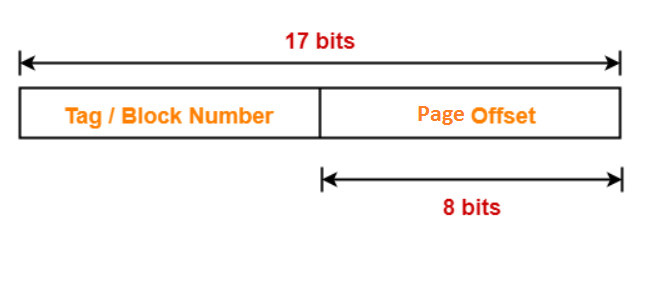 17 bits
Tag / Block Number
Page Offset
8 bits